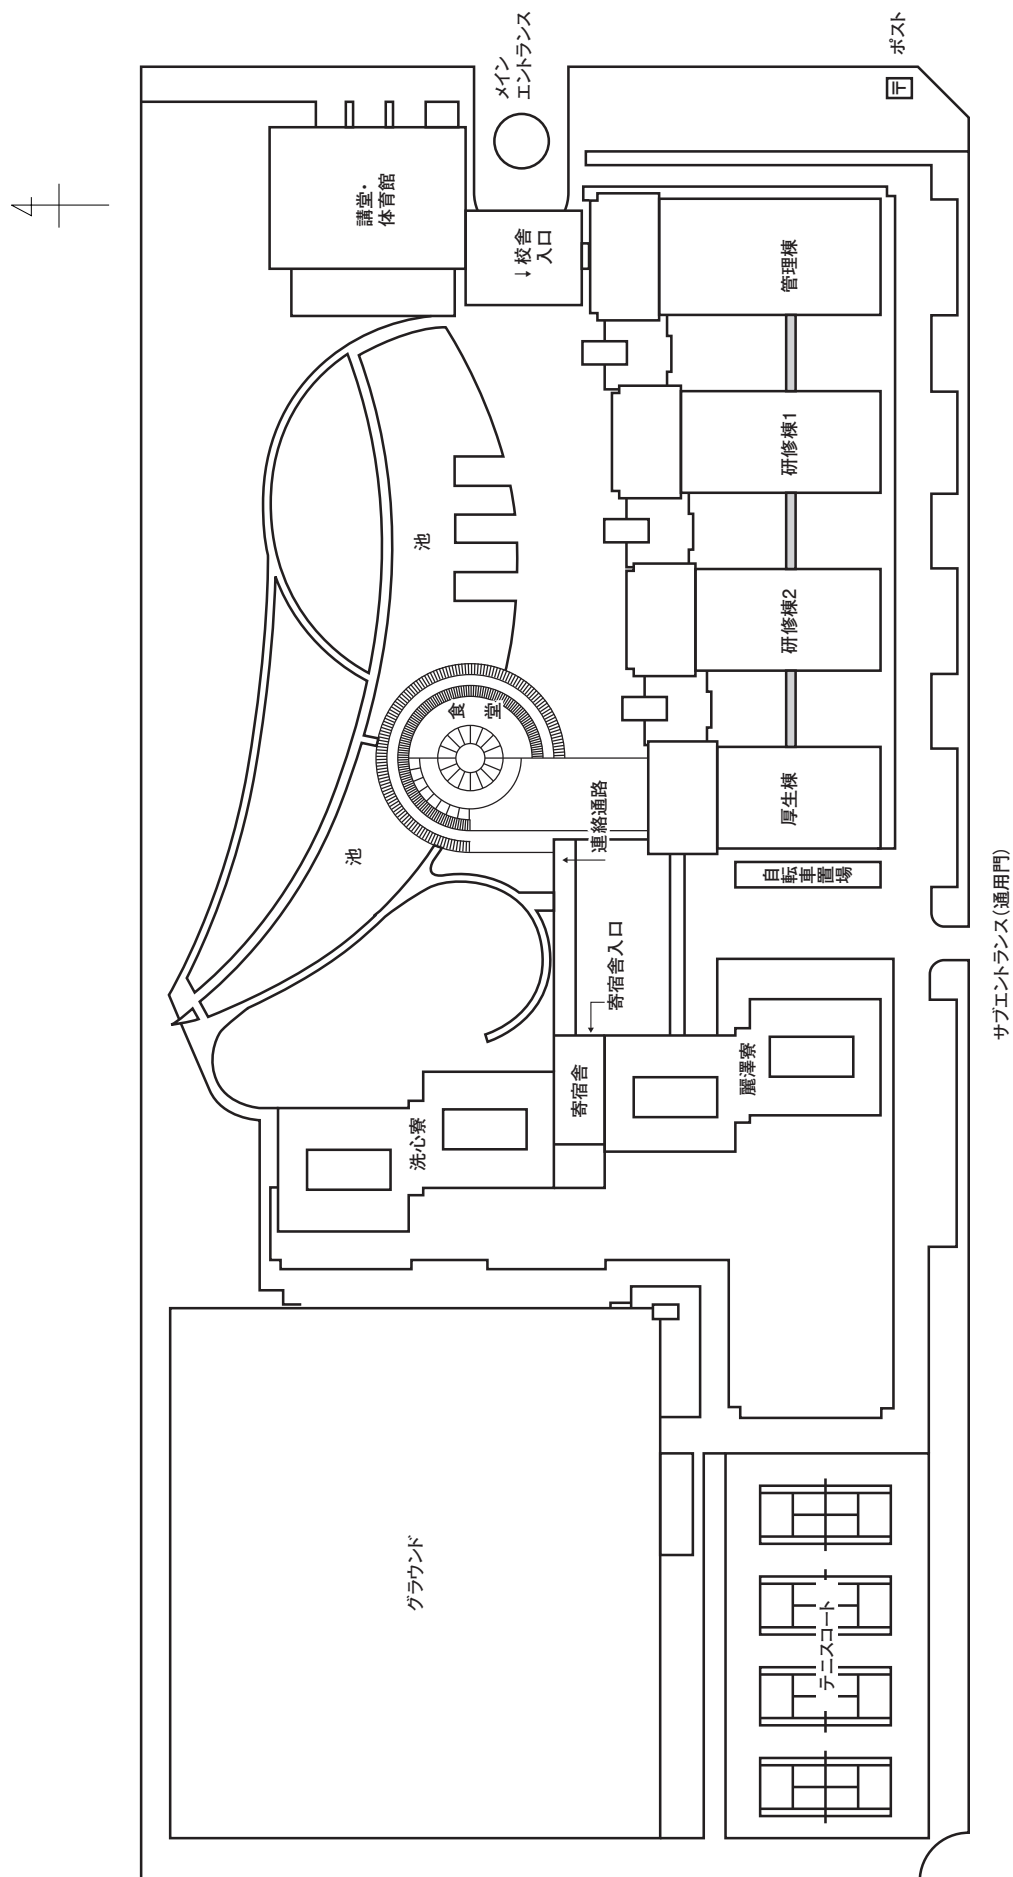 ポスト
〒
メイン
エントランス
講堂・
体育館
↓校舎
入口
管理棟
研修棟1
研修棟2
厚生棟
池
食堂
池
連絡通路
自転車置場
寄宿舎入口
寄宿舎
麗澤寮
洗心寮
サブエントランス(通用門)
グラウンド
テニスコート